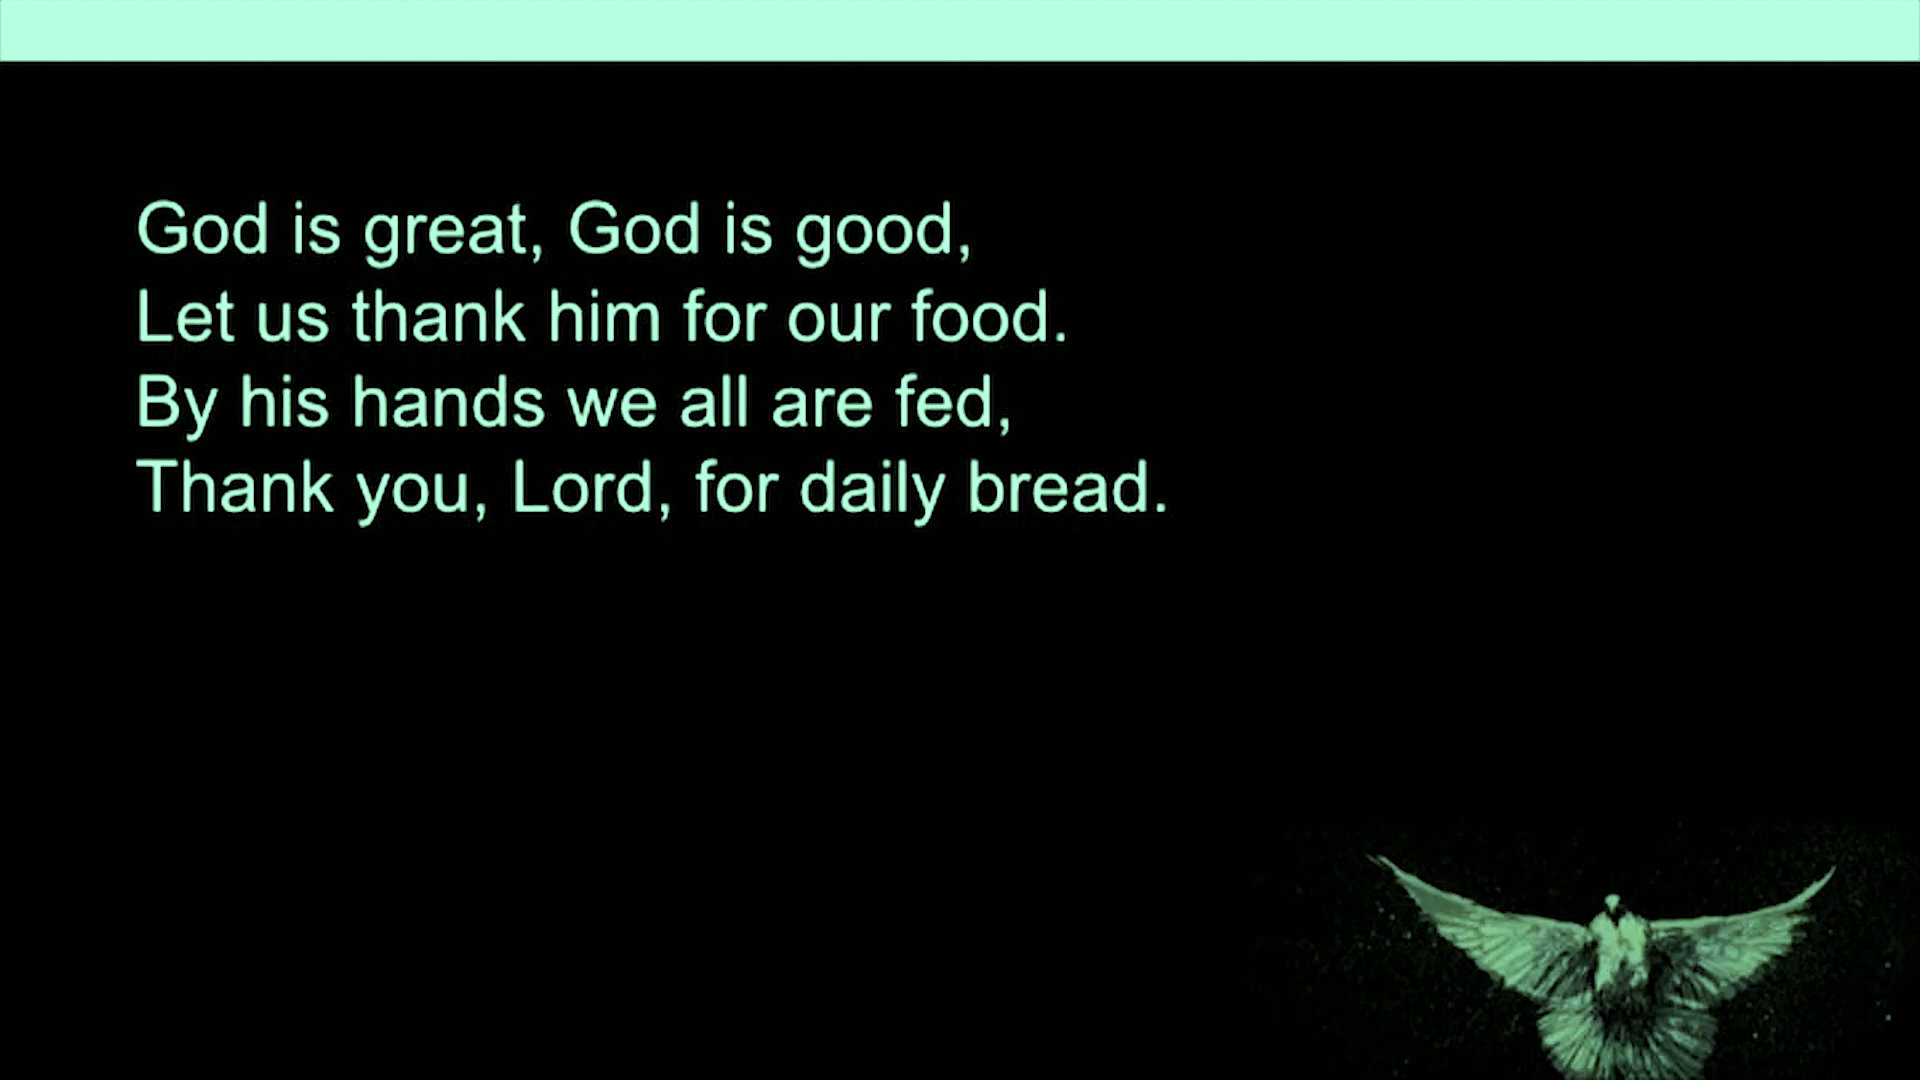 God is great, God is good,
Let us thank him for our food.
By his hands we all are fed,
Thank you, Lord, for daily bread.